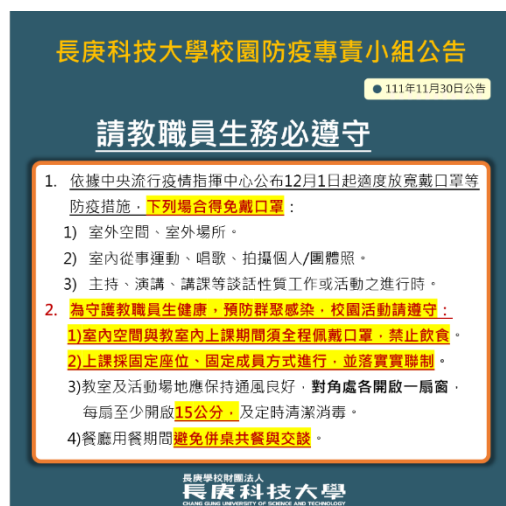 長庚科技大學校園防疫專責小組公告
● 111年11月30日公告
請教職員生務必遵守
1. 依據中央流行疫情指揮中心公布12月1日起適度放寬戴口罩等
防疫措施，下列場合得免戴口罩：
1) 室外空間、室外場所。
2) 室內從事運動、唱歌、拍攝個人/團體照。
3) 主持、演講、講課等談話性質工作或活動之進行時。
2. 為守護教職員生健康，預防群聚感染，校園活動請遵守：
1)室內空間與教室內上課期間須全程佩戴口罩，禁止飲食。
2)上課採固定座位、固定成員方式進行，並落實實聯制。
3)教室及活動場地應保持通風良好，對角處各開啟一扇窗，
每扇至少開啟15公分，及定時清潔消毒。
4)餐廳用餐期間避免併桌共餐與交談。
長庚學校財團法人
長庚科技大學
CHANG GUNG UNIVERSITY OF SCIENCE AND TECHNOLOGY